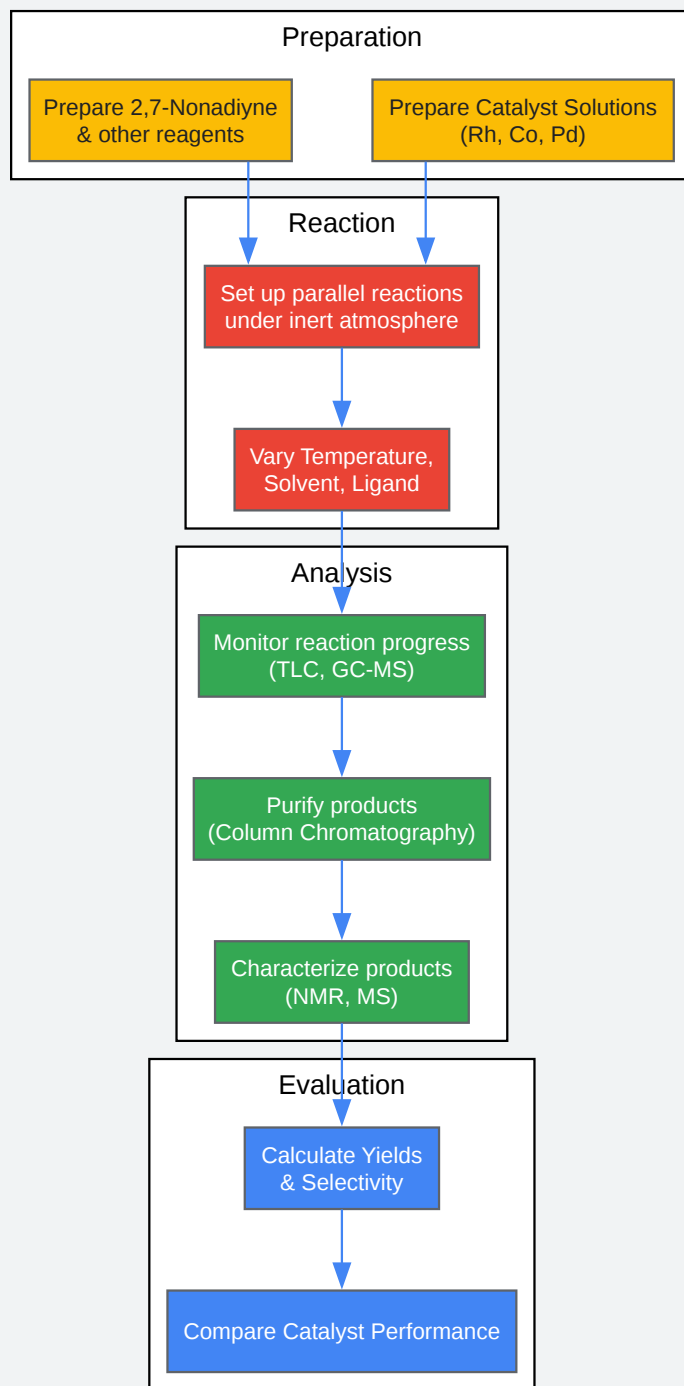 Preparation
Prepare 2,7-Nonadiyne
& other reagents
Prepare Catalyst Solutions
(Rh, Co, Pd)
Reaction
Set up parallel reactions
under inert atmosphere
Vary Temperature,
Solvent, Ligand
Analysis
Monitor reaction progress
(TLC, GC-MS)
Purify products
(Column Chromatography)
Characterize products
(NMR, MS)
Evaluation
Calculate Yields
& Selectivity
Compare Catalyst Performance